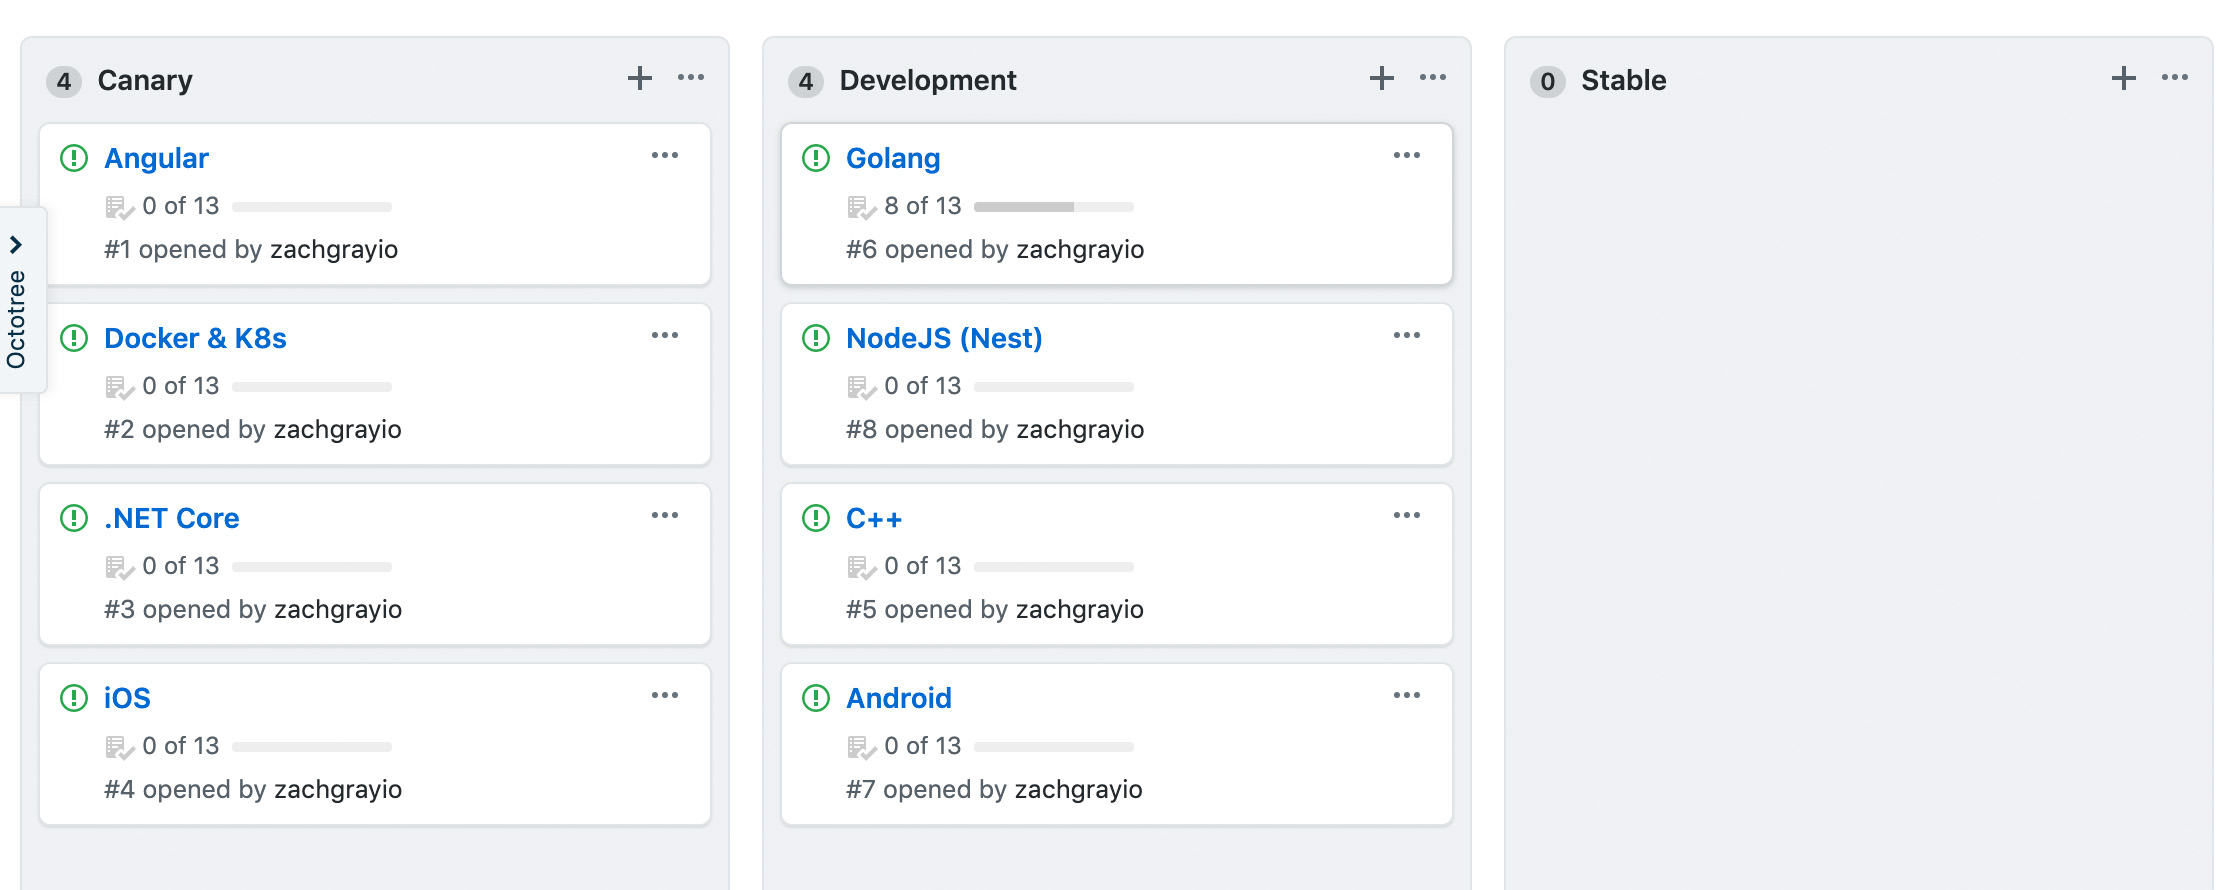 4 Canary
Angular
0 of 13
#1 opened by zachgrayio
Docker & K8s
0 of 13
#2 opened by zachgrayio
.NET Core
0 of 13
#3 opened by zachgrayio
iOS
0 of 13
#4 opened by zachgrayio
4 Development
Golang
8 of 13
#6 opened by zachgrayio
NodeJS (Nest)
0 of 13
#8 opened by zachgrayio
C++
0 of 13
#5 opened by zachgrayio
Android
0 of 13
#7 opened by zachgrayio
0 Stable
Octotree